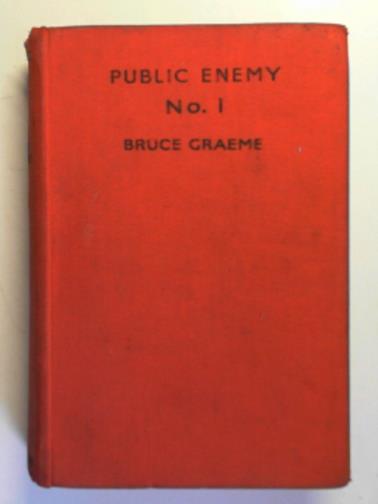 PUBLIC ENEMY
No. 1
BRUCE GRAEME